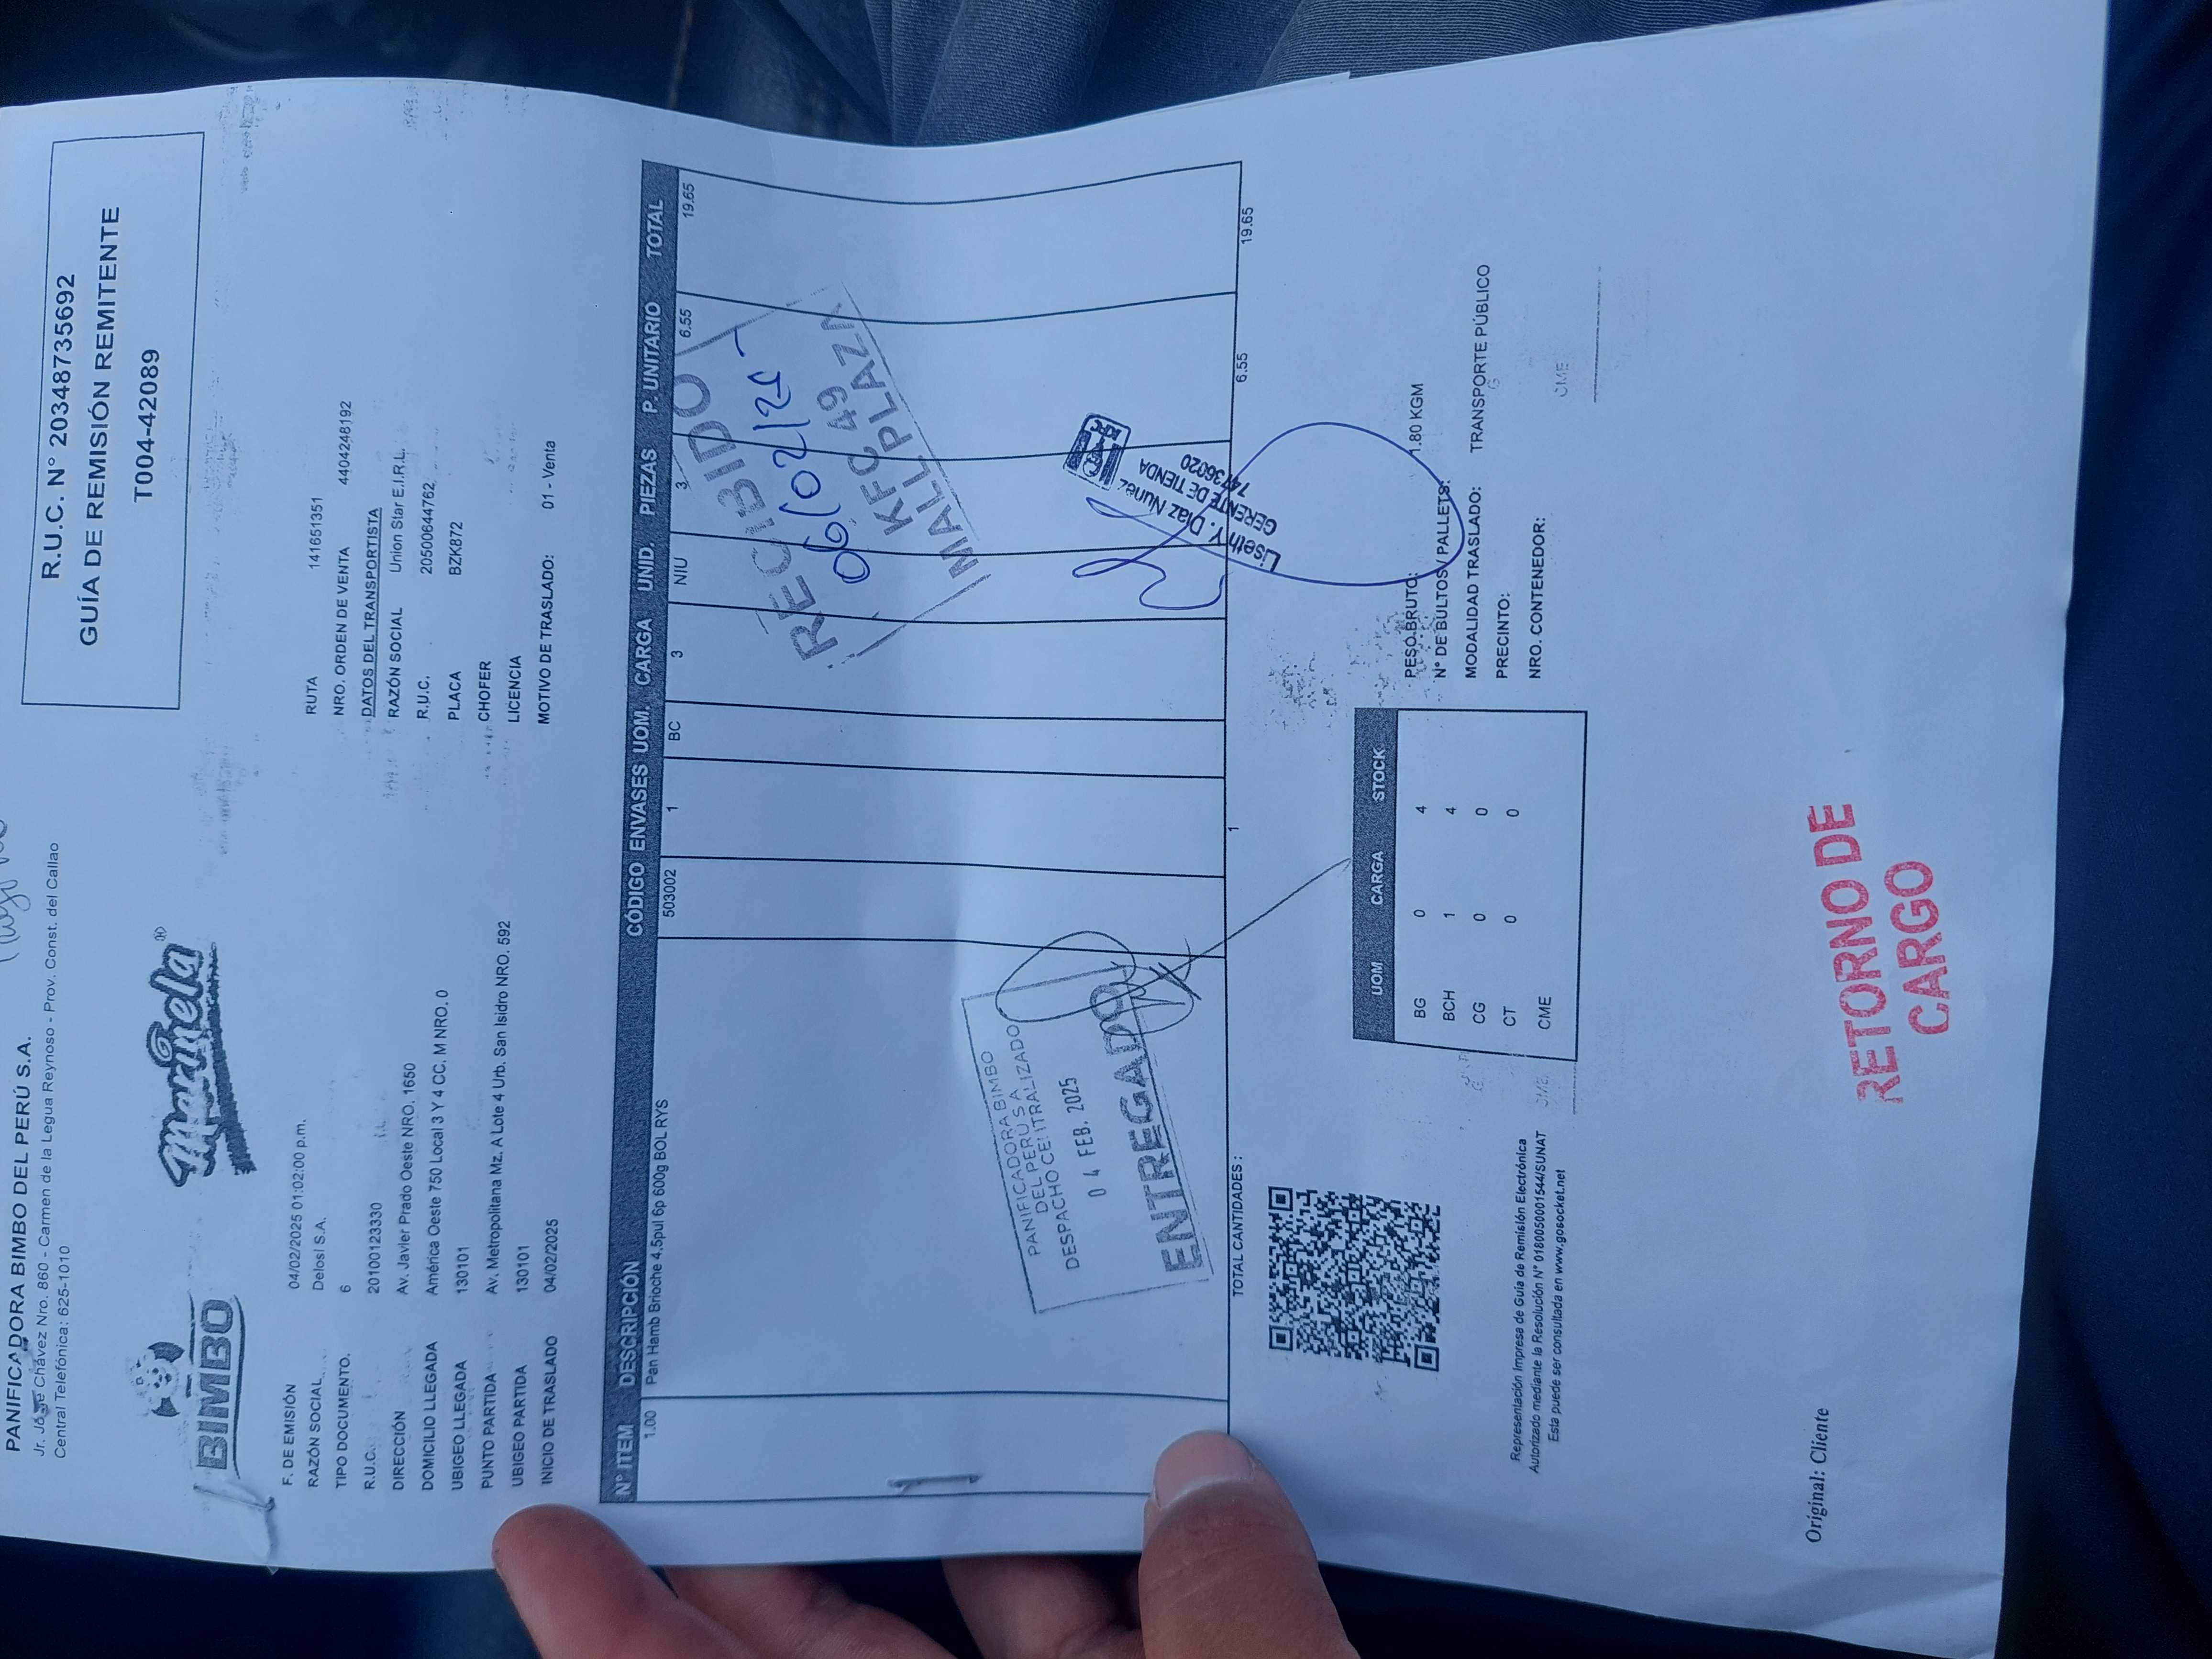 PANIFICADORA BIMBO DEL PERÚ S.A.
Jr. José Chávez Nro. 860 - Carmen de la Legua Reynoso - Prov. Const. del Callao
Central Telefónica: 625-1010
R.U.C. N° 20348735692
GUÍA DE REMISIÓN REMITENTE
T004-42089
BIMBO
Marinela®
F. DE EMISIÓN 04/02/2025 01:02:00 p.m.
RAZÓN SOCIAL Delosi S.A.
TIPO DOCUMENTO. 6
R.U.C. 20100123330
DIRECCIÓN Av. Javier Prado Oeste NRO. 1650
DOMICILIO LLEGADA América Oeste 750 Local 3 Y 4 CC. M NRO. 0
UBIGEO LLEGADA 130101
PUNTO PARTIDA Av. Metropolitana Mz. A Lote 4 Urb. San Isidro NRO. 592
UBIGEO PARTIDA 130101
INICIO DE TRASLADO 04/02/2025
RUTA 141651351
NRO. ORDEN DE VENTA 4404248192
DATOS DEL TRANSPORTISTA
RAZÓN SOCIAL Union Star E.I.R.L.
R.U.C. 20500644762
PLACA BZK872
CHOFER
LICENCIA
MOTIVO DE TRASLADO: 01 - Venta
N° ITEM DESCRIPCIÓN CÓDIGO ENVASES UOM. CARGA UNID. PIEZAS P. UNITARIO TOTAL
1.00 Pan Hamb Brioche 4.5pul 6p 600g BOL RYS 503002 1 BC 3 NIU 3 6.55 19.65
RECIBIDO
06/02/25
KFC 49
MALL PLAZA
PANIFICADORA BIMBO
DEL PERU S A
DESPACHO CENTRALIZADO
04 FEB. 2025
ENTREGADO
KFC
Liseth Y. Diaz Nunez
GERENTE DE TIENDA
74736020
TOTAL CANTIDADES : 1 6.55 19.65
UOM CARGA STOCK
BG 0 4
BCH 1 4
CG 0 0
CT 0 0
CME
PESO BRUTO: 1.80 KGM
N° DE BULTOS / PALLETS:
MODALIDAD TRASLADO: TRANSPORTE PÚBLICO
PRECINTO:
NRO. CONTENEDOR:
Representación Impresa de Guía de Remisión Electrónica
Autorizado mediante la Resolución N° 0180050001544/SUNAT
Esta puede ser consultada en www.gosocket.net
Original: Cliente
RETORNO DE
CARGO